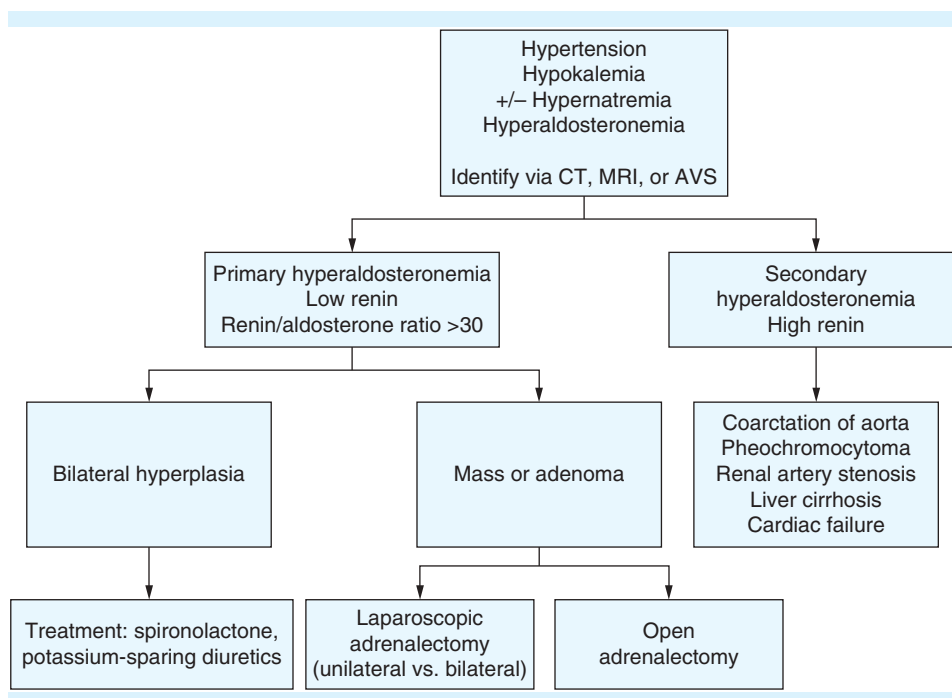 Hypertension
Hypokalemia
+/– Hypernatremia
Hyperaldosteronemia
Identify via CT, MRI, or AVS
Primary hyperaldosteronemia
Low renin
Renin/aldosterone ratio >30
Secondary
hyperaldosteronemia
High renin
Bilateral hyperplasia
Mass or adenoma
Coarctation of aorta
Pheochromocytoma
Renal artery stenosis
Liver cirrhosis
Cardiac failure
Treatment: spironolactone,
potassium-sparing diuretics
Laparoscopic
adrenalectomy
(unilateral vs. bilateral)
Open
adrenalectomy